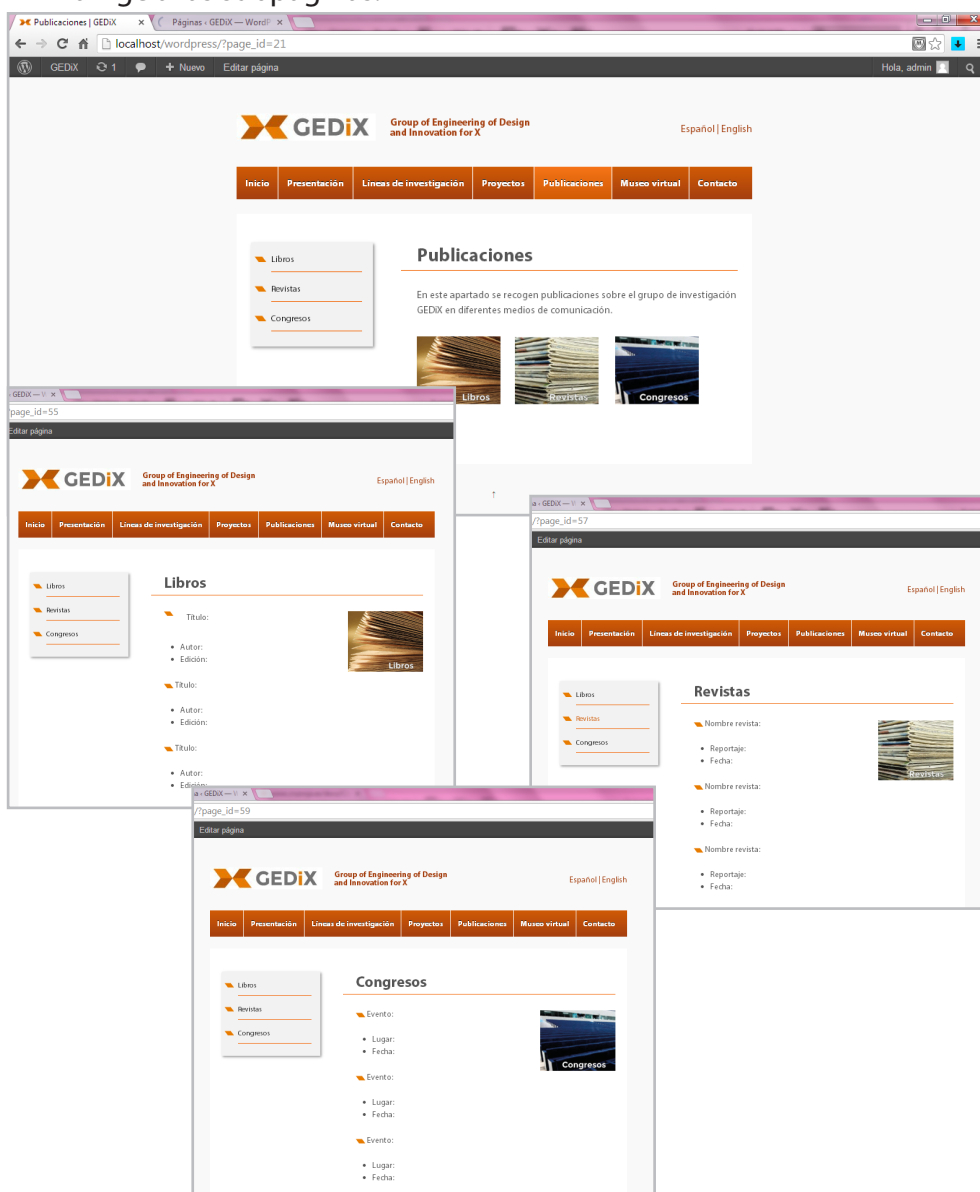 Publicaciones | GEDiX
Páginas ‹ GEDiX — WordP
localhost/wordpress/?page_id=21
GEDiX 1 + Nuevo Editar página Hola, admin
GEDiX Group of Engineering of Design
and Innovation for X
Español | English
Inicio Presentación Líneas de investigación Proyectos Publicaciones Museo virtual Contacto
Libros
Revistas
Congresos
Publicaciones
En este apartado se recogen publicaciones sobre el grupo de investigación
GEDiX en diferentes medios de comunicación.
Libros Revistas Congresos
‹ GEDiX — V
?page_id=55
Editar página
GEDiX Group of Engineering of Design
and Innovation for X
Español | English
Inicio Presentación Líneas de investigación Proyectos Publicaciones Museo virtual Contacto
Libros
Revistas
Congresos
Libros
Título:
• Autor:
• Edición:
Título:
• Autor:
• Edición:
Título:
• Autor:
• Edición:
Libros
↑
a ‹ GEDiX — V
/?page_id=57
Editar página
GEDiX Group of Engineering of Design
and Innovation for X
Español | English
Inicio Presentación Líneas de investigación Proyectos Publicaciones Museo virtual Contacto
Libros
Revistas
Congresos
Revistas
Nombre revista:
• Reportaje:
• Fecha:
Nombre revista:
• Reportaje:
• Fecha:
Nombre revista:
• Reportaje:
• Fecha:
Revistas
a ‹ GEDiX — V
/?page_id=59
Editar página
GEDiX Group of Engineering of Design
and Innovation for X
Español | English
Inicio Presentación Líneas de investigación Proyectos Publicaciones Museo virtual Contacto
Libros
Revistas
Congresos
Congresos
Evento:
• Lugar:
• Fecha:
Evento:
• Lugar:
• Fecha:
Evento:
• Lugar:
• Fecha:
Congresos